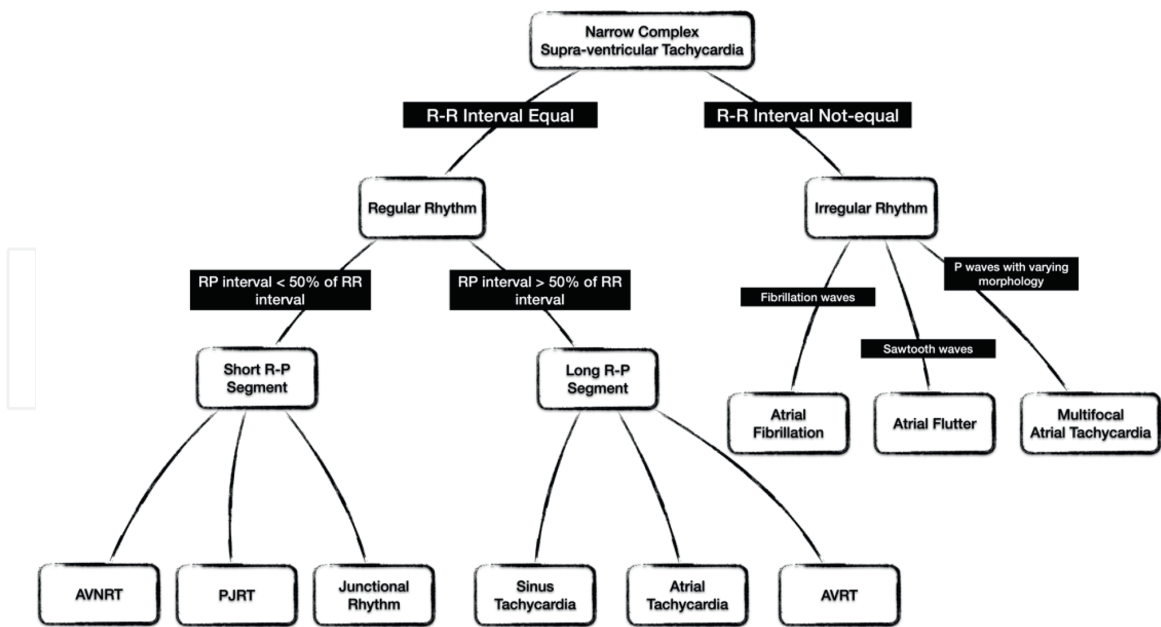 Narrow Complex
Supra-ventricular Tachycardia
R-R Interval Equal
R-R Interval Not-equal
Regular Rhythm
Irregular Rhythm
RP interval < 50% of RR
interval
RP interval > 50% of RR
interval
Fibrillation waves
P waves with varying
morphology
Sawtooth waves
Short R-P
Segment
Long R-P
Segment
Atrial
Fibrillation
Atrial Flutter
Multifocal
Atrial Tachycardia
AVNRT
PJRT
Junctional
Rhythm
Sinus
Tachycardia
Atrial
Tachycardia
AVRT